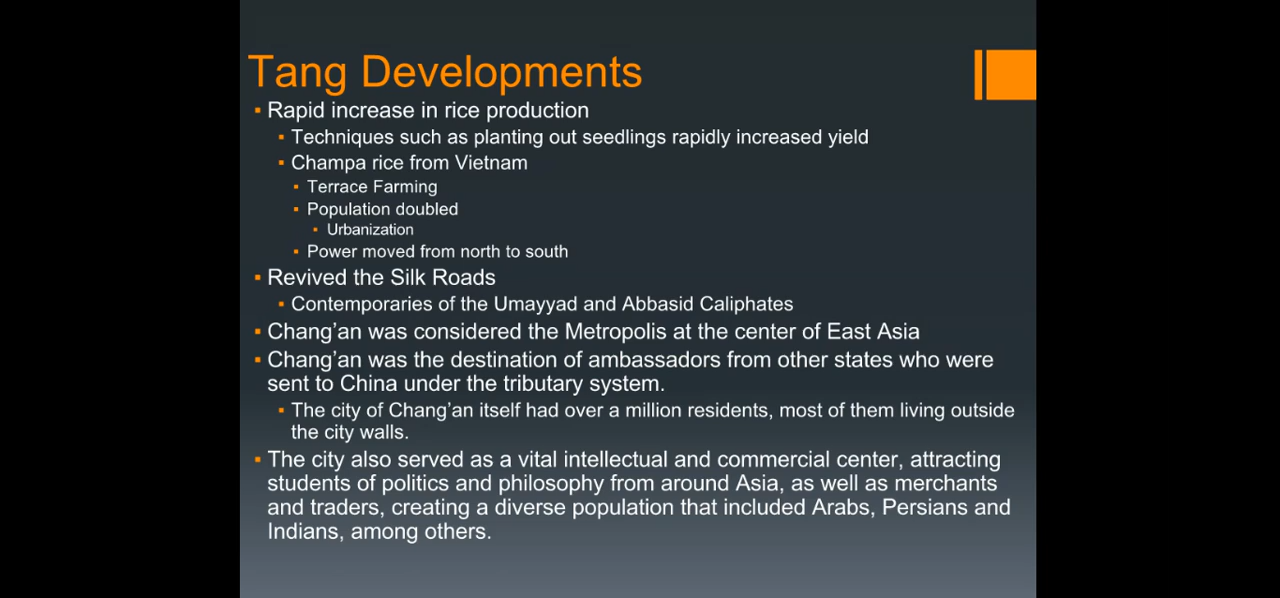 Tang Developments
▪ Rapid increase in rice production
▪ Techniques such as planting out seedlings rapidly increased yield
▪ Champa rice from Vietnam
▪ Terrace Farming
▪ Population doubled
▪ Urbanization
▪ Power moved from north to south
▪ Revived the Silk Roads
▪ Contemporaries of the Umayyad and Abbasid Caliphates
▪ Chang'an was considered the Metropolis at the center of East Asia
▪ Chang'an was the destination of ambassadors from other states who were
sent to China under the tributary system.
▪ The city of Chang'an itself had over a million residents, most of them living outside
the city walls.
▪ The city also served as a vital intellectual and commercial center, attracting
students of politics and philosophy from around Asia, as well as merchants
and traders, creating a diverse population that included Arabs, Persians and
Indians, among others.